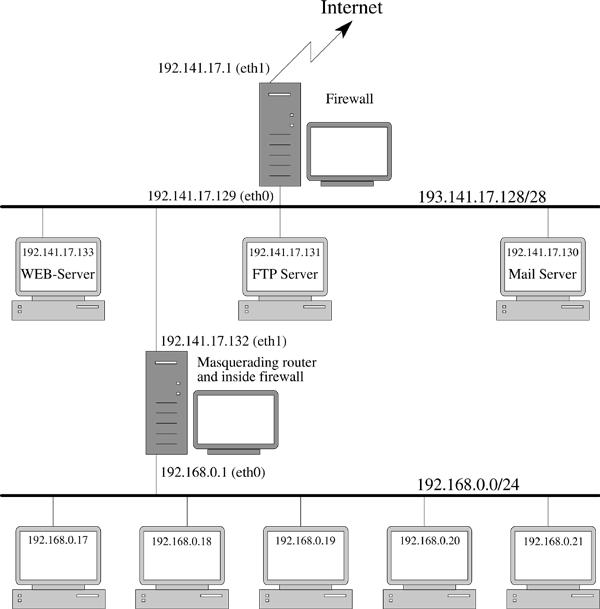 Internet
192.141.17.1 (eth1)
Firewall
192.141.17.129 (eth0)
193.141.17.128/28
192.141.17.133
WEB-Server
192.141.17.131
FTP Server
192.141.17.130
Mail Server
192.141.17.132 (eth1)
Masquerading router
and inside firewall
192.168.0.1 (eth0)
192.168.0.0/24
192.168.0.17
192.168.0.18
192.168.0.19
192.168.0.20
192.168.0.21